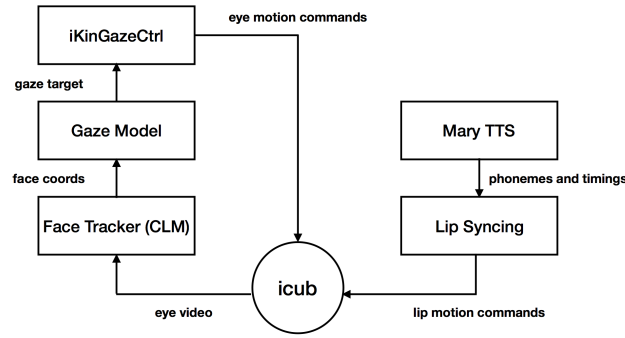 eye motion commands
iKinGazeCtrl
gaze target
Gaze Model
Mary TTS
face coords
phonemes and timings
Face Tracker (CLM)
Lip Syncing
icub
eye video
lip motion commands